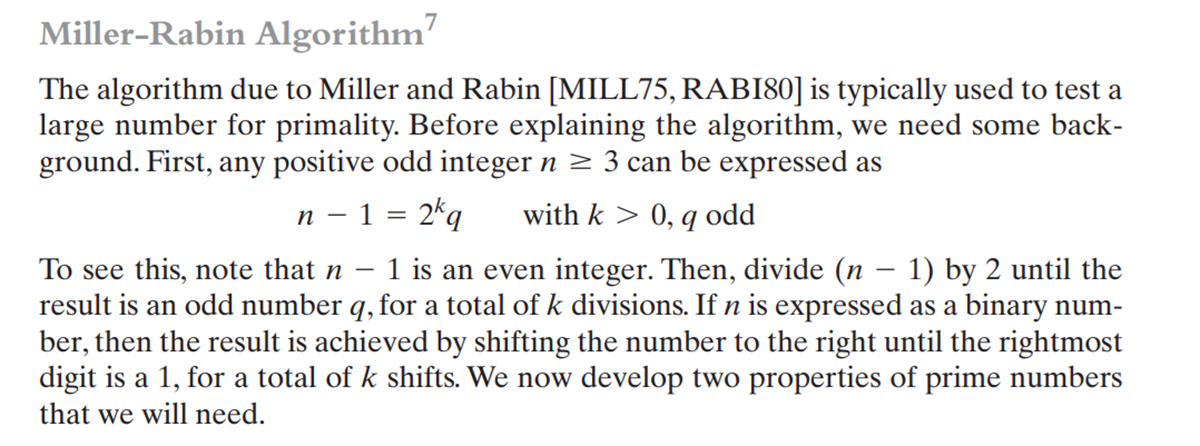 Miller-Rabin Algorithm⁷
The algorithm due to Miller and Rabin [MILL75, RABI80] is typically used to test a
large number for primality. Before explaining the algorithm, we need some back-
ground. First, any positive odd integer n ≥ 3 can be expressed as
n − 1 = 2ᵏq with k > 0, q odd
To see this, note that n − 1 is an even integer. Then, divide (n − 1) by 2 until the
result is an odd number q, for a total of k divisions. If n is expressed as a binary num-
ber, then the result is achieved by shifting the number to the right until the rightmost
digit is a 1, for a total of k shifts. We now develop two properties of prime numbers
that we will need.